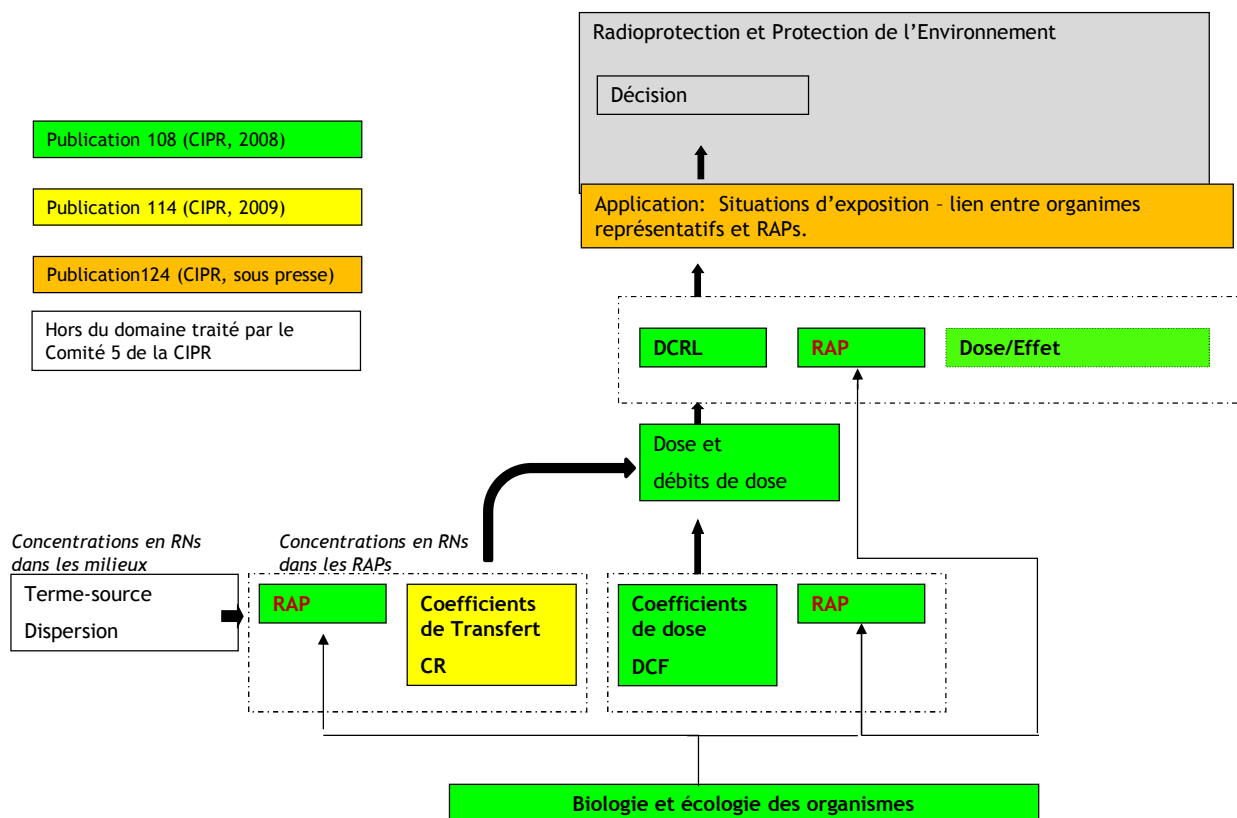 Radioprotection et Protection de l’Environnement
Décision
Publication 108 (CIPR, 2008)
Publication 114 (CIPR, 2009)
Application:  Situations d’exposition – lien entre organimes
représentatifs et RAPs.
Publication124 (CIPR, sous presse)
Hors du domaine traité par le
Comité 5 de la CIPR
DCRL
RAP
Dose/Effet
Dose et
débits de dose
Concentrations en RNs
dans les milieux
Concentrations en RNs
dans les RAPs
Terme-source
Dispersion
RAP
Coefficients
de Transfert
CR
Coefficients
de dose
DCF
RAP
Biologie et écologie des organismes